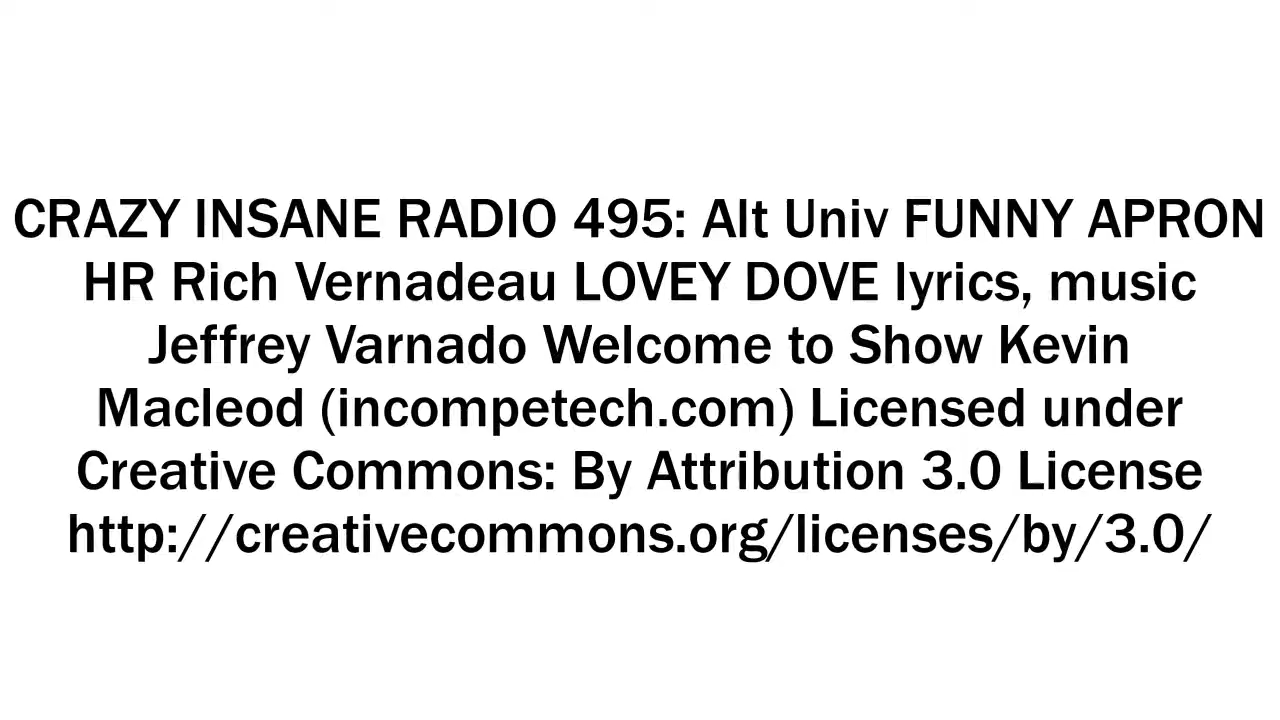 CRAZY INSANE RADIO 495: Alt Univ FUNNY APRON
HR Rich Vernadeau LOVEY DOVE lyrics, music
Jeffrey Varnado Welcome to Show Kevin
Macleod (incompetech.com) Licensed under
Creative Commons: By Attribution 3.0 License
http://creativecommons.org/licenses/by/3.0/